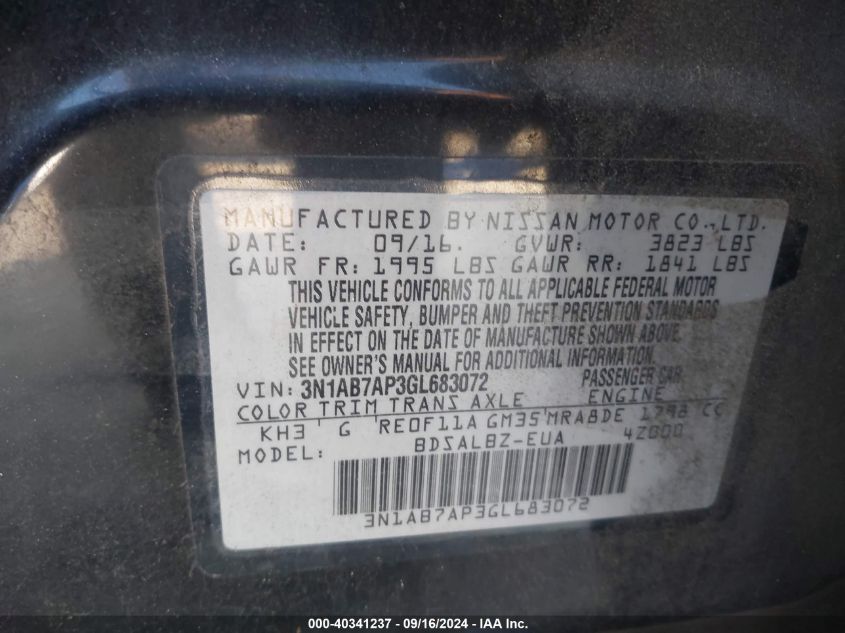 MANUFACTURED BY NISSAN MOTOR CO.,LTD.
DATE: 09/16. GVWR: 3823 LBS
GAWR FR: 1995 LBS GAWR RR: 1841 LBS
THIS VEHICLE CONFORMS TO ALL APPLICABLE FEDERAL MOTOR
VEHICLE SAFETY, BUMPER AND THEFT PREVENTION STANDARDS
IN EFFECT ON THE DATE OF MANUFACTURE SHOWN ABOVE.
SEE OWNER'S MANUAL FOR ADDITIONAL INFORMATION.
VIN: 3N1AB7AP3GL683072 PASSENGER CAR
COLOR TRIM TRANS AXLE ENGINE
KH3 G RE0F11A GM35 MRA8DE 1798 CC
MODEL: BDSALBZ-EUA 4Z000
3N1AB7AP3GL683072
000-40341237 - 09/16/2024 - IAA Inc.